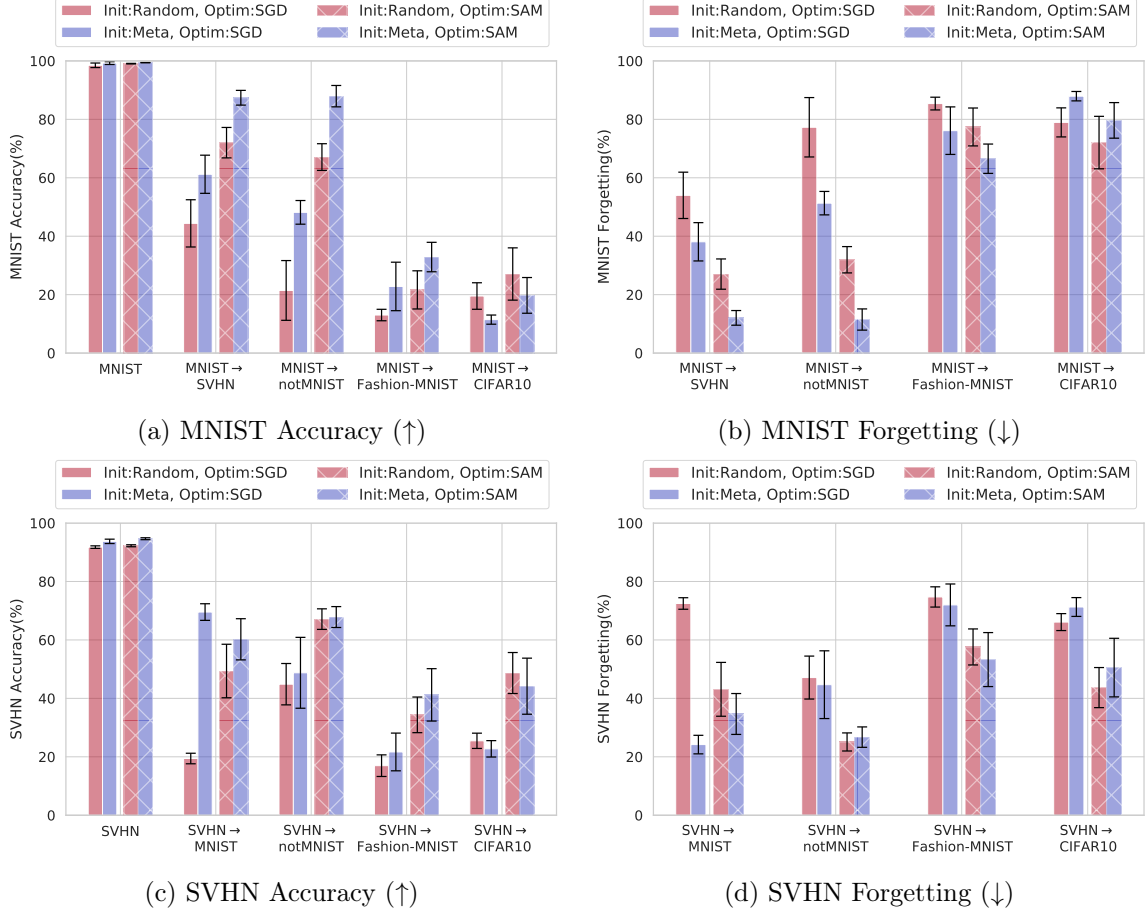 Init:Random, Optim:SGD Init:Random, Optim:SAM
Init:Meta, Optim:SGD Init:Meta, Optim:SAM
MNIST Accuracy(%)
100
80
60
40
20
0
MNIST MNIST→ MNIST→ MNIST→ MNIST→
SVHN notMNIST Fashion-MNIST CIFAR10
(a) MNIST Accuracy (↑)
Init:Random, Optim:SGD Init:Random, Optim:SAM
Init:Meta, Optim:SGD Init:Meta, Optim:SAM
MNIST Forgetting(%)
100
80
60
40
20
0
MNIST→ MNIST→ MNIST→ MNIST→
SVHN notMNIST Fashion-MNIST CIFAR10
(b) MNIST Forgetting (↓)
Init:Random, Optim:SGD Init:Random, Optim:SAM
Init:Meta, Optim:SGD Init:Meta, Optim:SAM
SVHN Accuracy(%)
100
80
60
40
20
0
SVHN SVHN→ SVHN→ SVHN→ SVHN→
MNIST notMNIST Fashion-MNIST CIFAR10
(c) SVHN Accuracy (↑)
Init:Random, Optim:SGD Init:Random, Optim:SAM
Init:Meta, Optim:SGD Init:Meta, Optim:SAM
SVHN Forgetting(%)
100
80
60
40
20
0
SVHN→ SVHN→ SVHN→ SVHN→
MNIST notMNIST Fashion-MNIST CIFAR10
(d) SVHN Forgetting (↓)